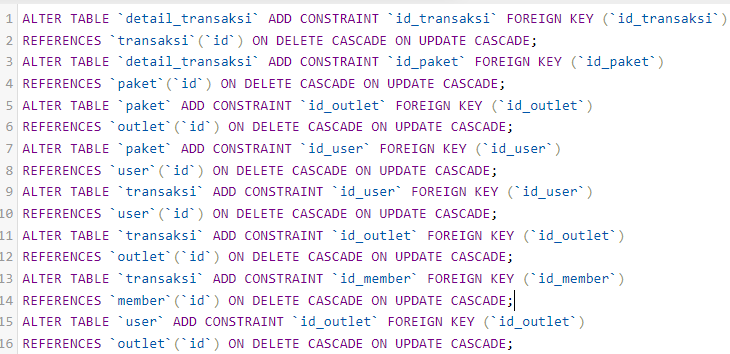 1 ALTER TABLE `detail_transaksi` ADD CONSTRAINT `id_transaksi` FOREIGN KEY (`id_transaksi`)
2 REFERENCES `transaksi`(`id`) ON DELETE CASCADE ON UPDATE CASCADE;
3 ALTER TABLE `detail_transaksi` ADD CONSTRAINT `id_paket` FOREIGN KEY (`id_paket`)
4 REFERENCES `paket`(`id`) ON DELETE CASCADE ON UPDATE CASCADE;
5 ALTER TABLE `paket` ADD CONSTRAINT `id_outlet` FOREIGN KEY (`id_outlet`)
6 REFERENCES `outlet`(`id`) ON DELETE CASCADE ON UPDATE CASCADE;
7 ALTER TABLE `paket` ADD CONSTRAINT `id_user` FOREIGN KEY (`id_user`)
8 REFERENCES `user`(`id`) ON DELETE CASCADE ON UPDATE CASCADE;
9 ALTER TABLE `transaksi` ADD CONSTRAINT `id_user` FOREIGN KEY (`id_user`)
10 REFERENCES `user`(`id`) ON DELETE CASCADE ON UPDATE CASCADE;
11 ALTER TABLE `transaksi` ADD CONSTRAINT `id_outlet` FOREIGN KEY (`id_outlet`)
12 REFERENCES `outlet`(`id`) ON DELETE CASCADE ON UPDATE CASCADE;
13 ALTER TABLE `transaksi` ADD CONSTRAINT `id_member` FOREIGN KEY (`id_member`)
14 REFERENCES `member`(`id`) ON DELETE CASCADE ON UPDATE CASCADE;
15 ALTER TABLE `user` ADD CONSTRAINT `id_outlet` FOREIGN KEY (`id_outlet`)
16 REFERENCES `outlet`(`id`) ON DELETE CASCADE ON UPDATE CASCADE;